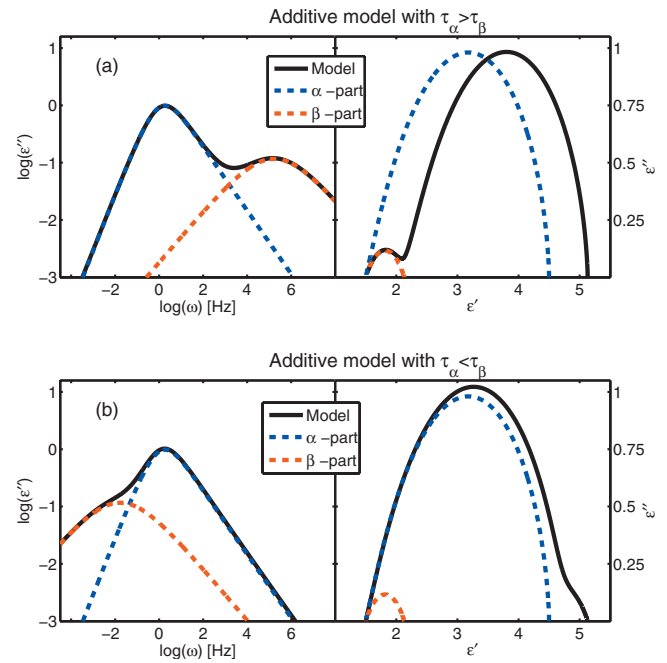 Additive model with τα>τβ
(a)
Model
α -part
β -part
log(ε″)
1
0
−1
−2
−3
−2 0 2 4 6
log(ω) [Hz]
2 3 4 5
ε′
1
0.75
0.5
0.25
ε″
Additive model with τα<τβ
(b)
Model
α -part
β -part
log(ε″)
1
0
−1
−2
−3
−2 0 2 4 6
log(ω) [Hz]
2 3 4 5
ε′
1
0.75
0.5
0.25
ε″